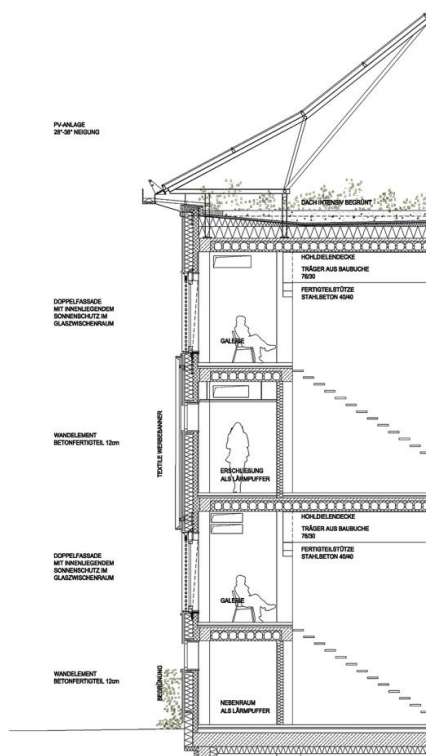 PV-ANLAGE
28°-38° NEIGUNG
DACH INTENSIV BEGRÜNT
HOHLDIELENDECKE
TRÄGER AUS BAUBUCHE
76/30
FERTIGTEILSTÜTZE
STAHLBETON 40/40
DOPPELFASSADE
MIT INNENLIEGENDEM
SONNENSCHUTZ IM
GLASZWISCHENRAUM
GALERIE
TEXTILE WERBEBANNER
WANDELEMENT
BETONFERTIGTEIL 12cm
ERSCHLIEßUNG
ALS LÄRMPUFFER
HOHLDIELENDECKE
TRÄGER AUS BAUBUCHE
76/30
FERTIGTEILSTÜTZE
STAHLBETON 40/40
DOPPELFASSADE
MIT INNENLIEGENDEM
SONNENSCHUTZ IM
GLASZWISCHENRAUM
GALERIE
WANDELEMENT
BETONFERTIGTEIL 12cm
BEGRÜNUNG
NEBENRAUM
ALS LÄRMPUFFER